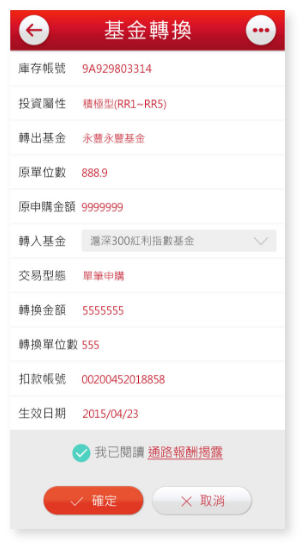 基金轉換
庫存帳號 9A929803314
投資屬性 積極型(RR1~RR5)
轉出基金 永豐永豐基金
原單位數 888.9
原申購金額 9999999
轉入基金 滬深300紅利指數基金
交易型態 單筆申購
轉換金額 5555555
轉換單位數 555
扣款帳號 00200452018858
生效日期 2015/04/23
我已閱讀 通路報酬揭露
確定 取消